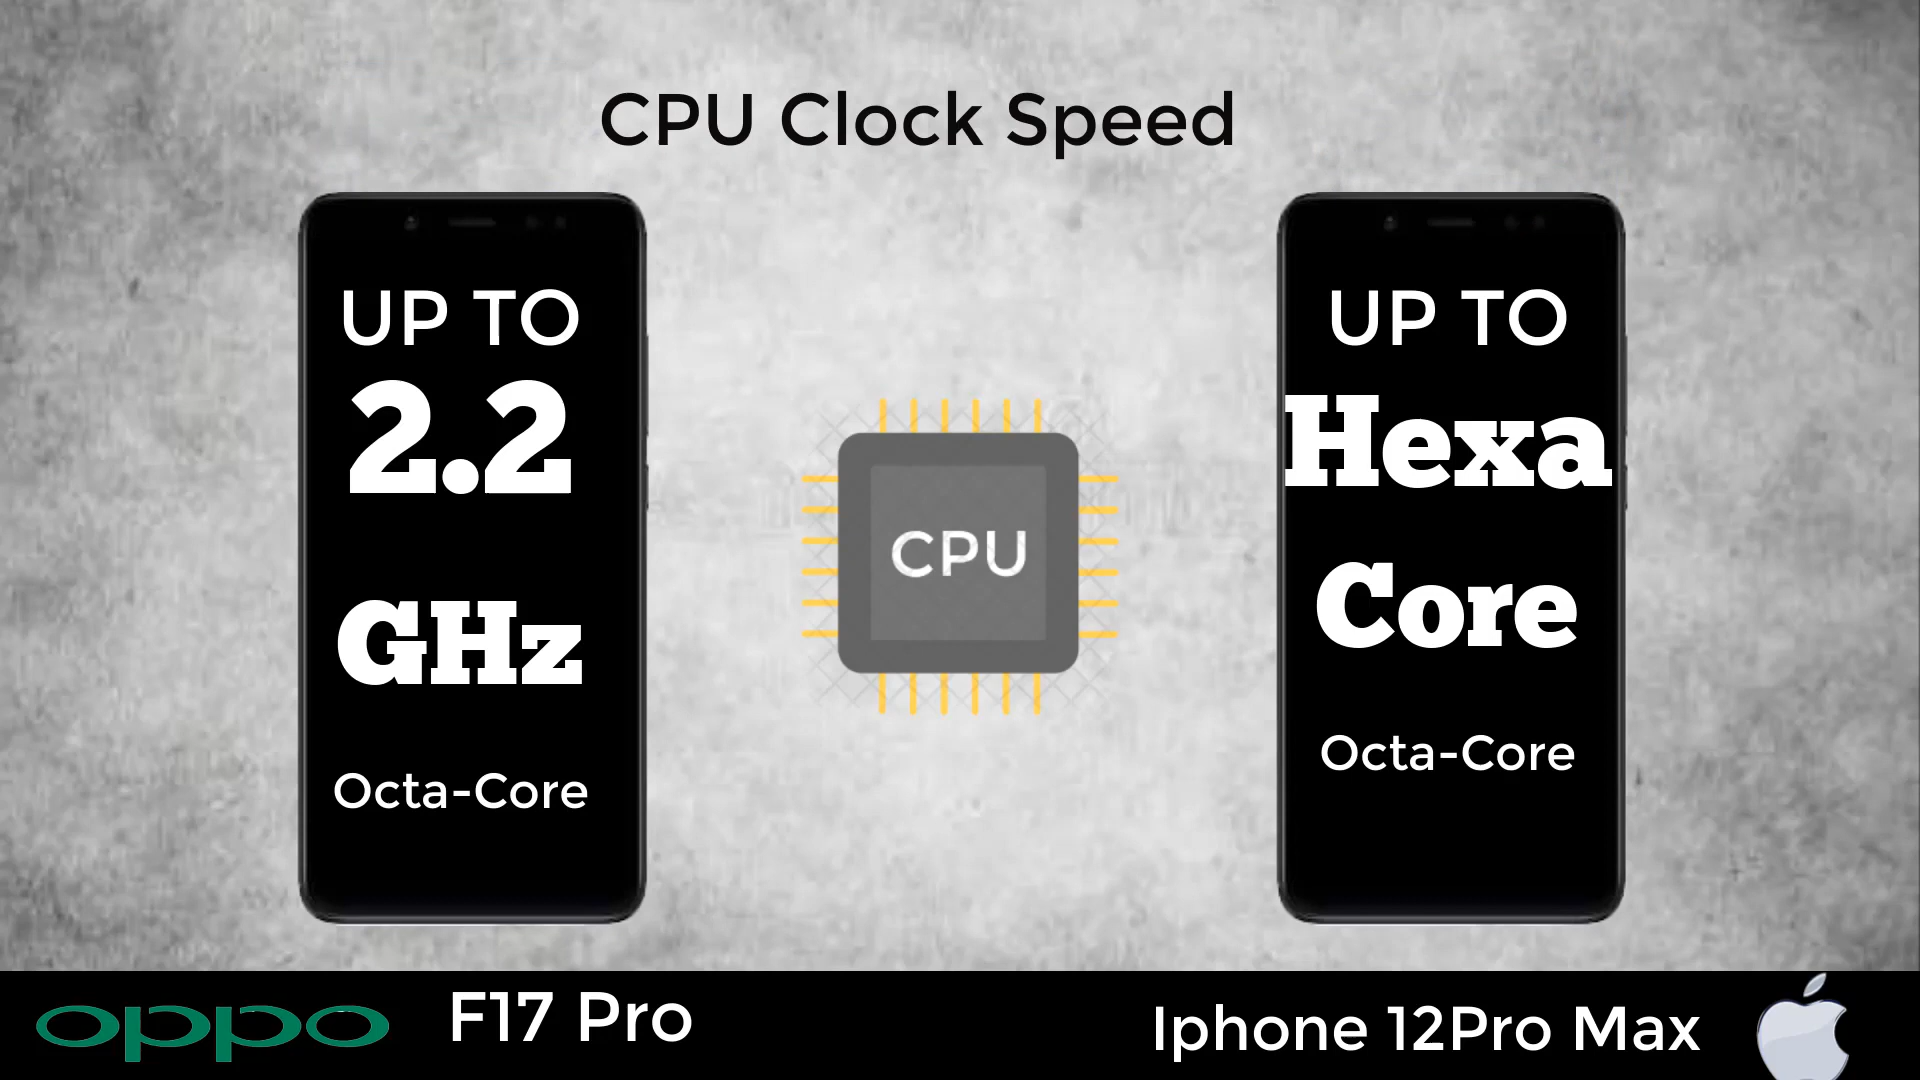 CPU Clock Speed
UP TO
2.2
GHz
Octa-Core
CPU
UP TO
Hexa
Core
Octa-Core
oppo
F17 Pro
Iphone 12Pro Max